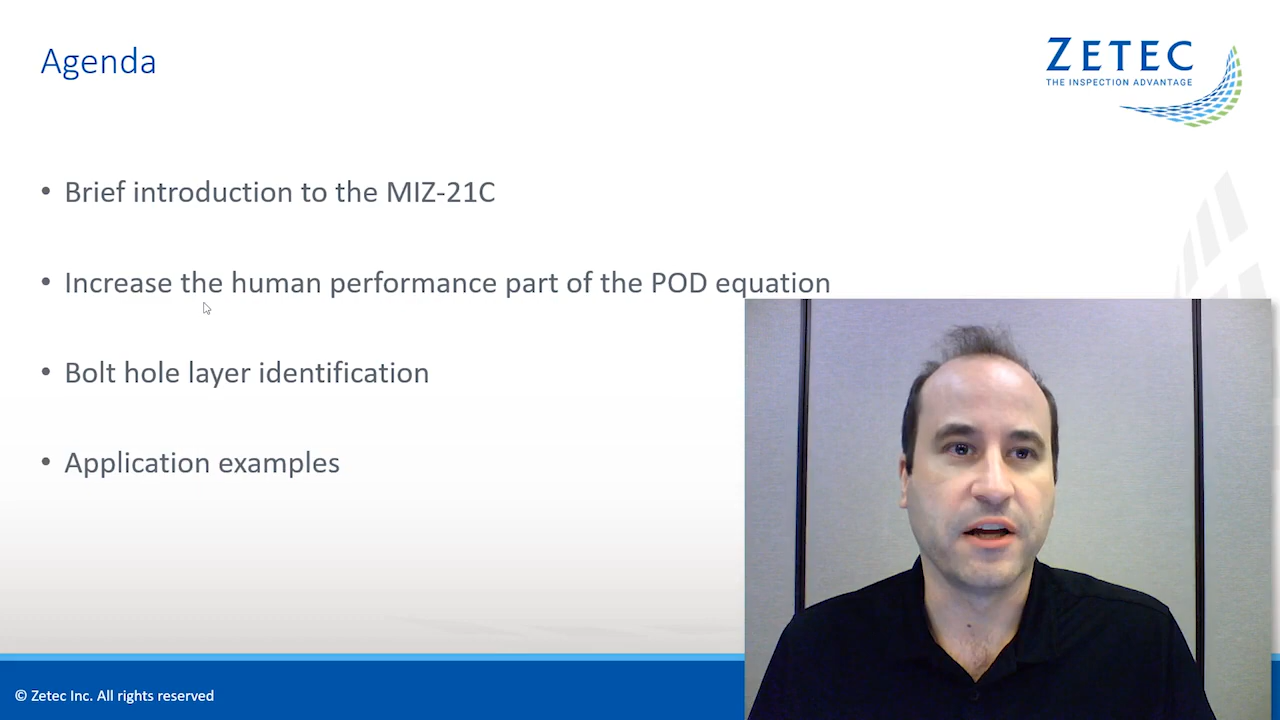 Agenda
ZETEC
THE INSPECTION ADVANTAGE
• Brief introduction to the MIZ-21C
• Increase the human performance part of the POD equation
• Bolt hole layer identification
• Application examples
© Zetec Inc. All rights reserved